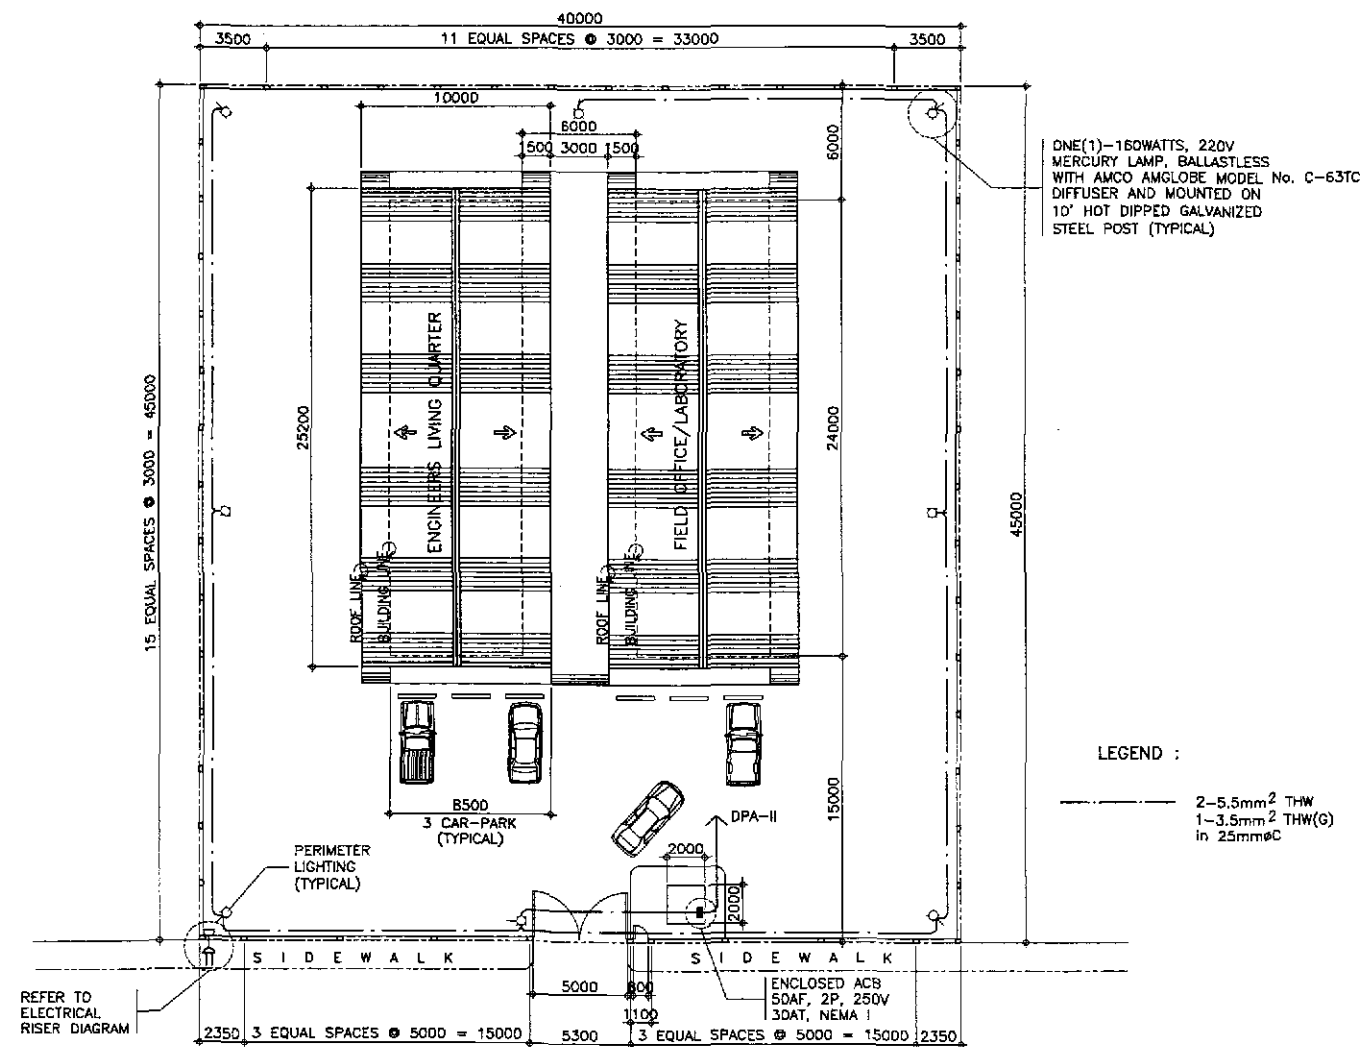 40000
3500
11 EQUAL SPACES @ 3000 = 33000
3500
10000
6000
1500
3000
1500
6000
ONE(1)-160WATTS, 220V
MERCURY LAMP, BALLASTLESS
WITH AMCO AMGLOBE MODEL No. C-63TC
DIFFUSER AND MOUNTED ON
10' HOT DIPPED GALVANIZED
STEEL POST (TYPICAL)
15 EQUAL SPACES @ 3000 = 45000
25200
ENGINEERS LIVING QUARTER
FIELD OFFICE/LABORATORY
24000
45000
ROOF LINE
BUILDING LINE
ROOF LINE
BUILDING LINE
8500
3 CAR-PARK
(TYPICAL)
DPA-II
15000
LEGEND :
2-5.5mm² THW
1-3.5mm² THW(G)
in 25mmøC
PERIMETER
LIGHTING
(TYPICAL)
2000
2000
SIDEWALK
SIDEWALK
REFER TO
ELECTRICAL
RISER DIAGRAM
5000
800
1100
ENCLOSED ACB
50AF, 2P, 250V
30AT, NEMA I
2350
3 EQUAL SPACES @ 5000 = 15000
5300
3 EQUAL SPACES @ 5000 = 15000
2350